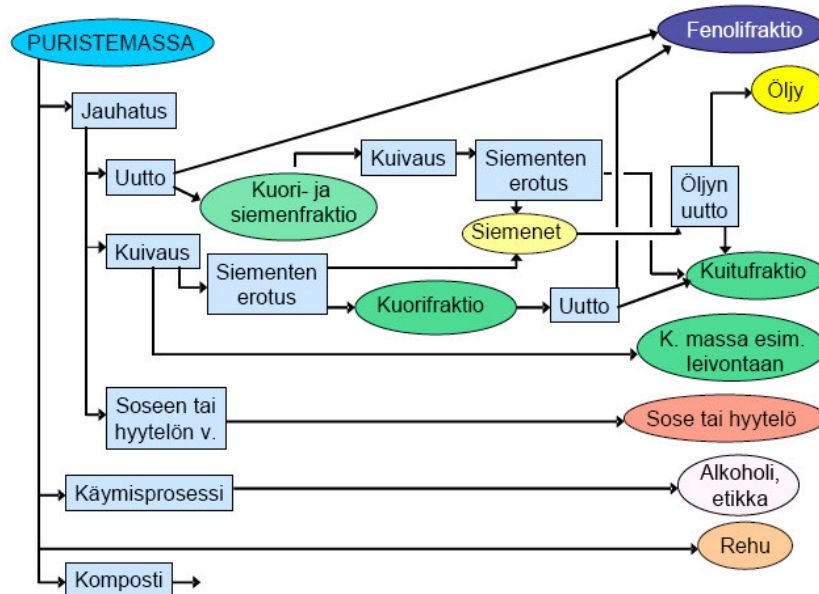 PURISTEMASSA
Fenolifraktio
Öljy
Jauhatus
Uutto
Kuori- ja
siemenfraktio
Kuivaus
Siementen
erotus
Öljyn
uutto
Siemenet
Kuivaus
Siementen
erotus
Kuorifraktio
Uutto
Kuitufraktio
K. massa esim.
leivontaan
Soseen tai
hyytelön v.
Sose tai hyytelö
Käymisprosessi
Alkoholi,
etikka
Rehu
Komposti